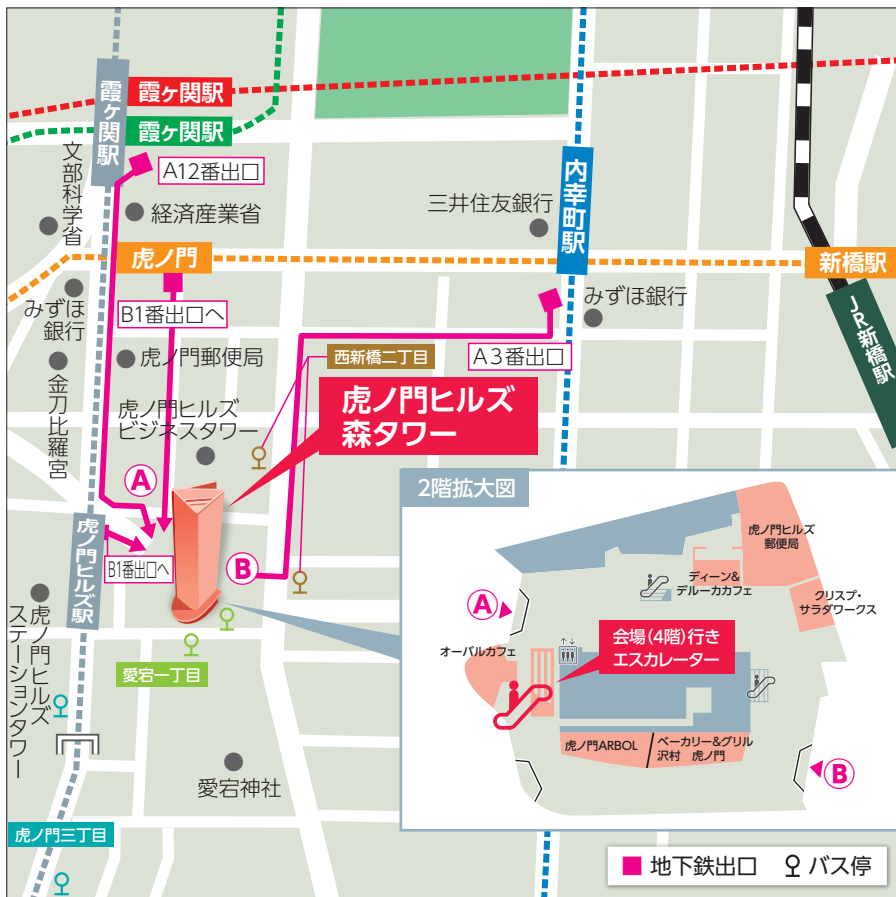 霞ヶ関駅
霞ヶ関駅
霞ヶ関駅
A12番出口
文部科学省
経済産業省
三井住友銀行
内幸町駅
虎ノ門
新橋駅
JR新橋駅
みずほ
銀行
B1番出口へ
みずほ銀行
A3番出口
虎ノ門郵便局
西新橋二丁目
金刀比羅宮
虎ノ門ヒルズ
ビジネスタワー
虎ノ門ヒルズ
森タワー
A
B
虎ノ門ヒルズ駅
B1番出口へ
虎ノ門ヒルズ
ステーションタワー
愛宕一丁目
愛宕神社
虎ノ門三丁目
2階拡大図
虎ノ門ヒルズ
郵便局
ディーン&
デルーカカフェ
クリスプ・
サラダワークス
A
オーバルカフェ
会場(4階)行き
エスカレーター
虎ノ門ARBOL
ベーカリー&グリル
沢村 虎ノ門
B
地下鉄出口 バス停